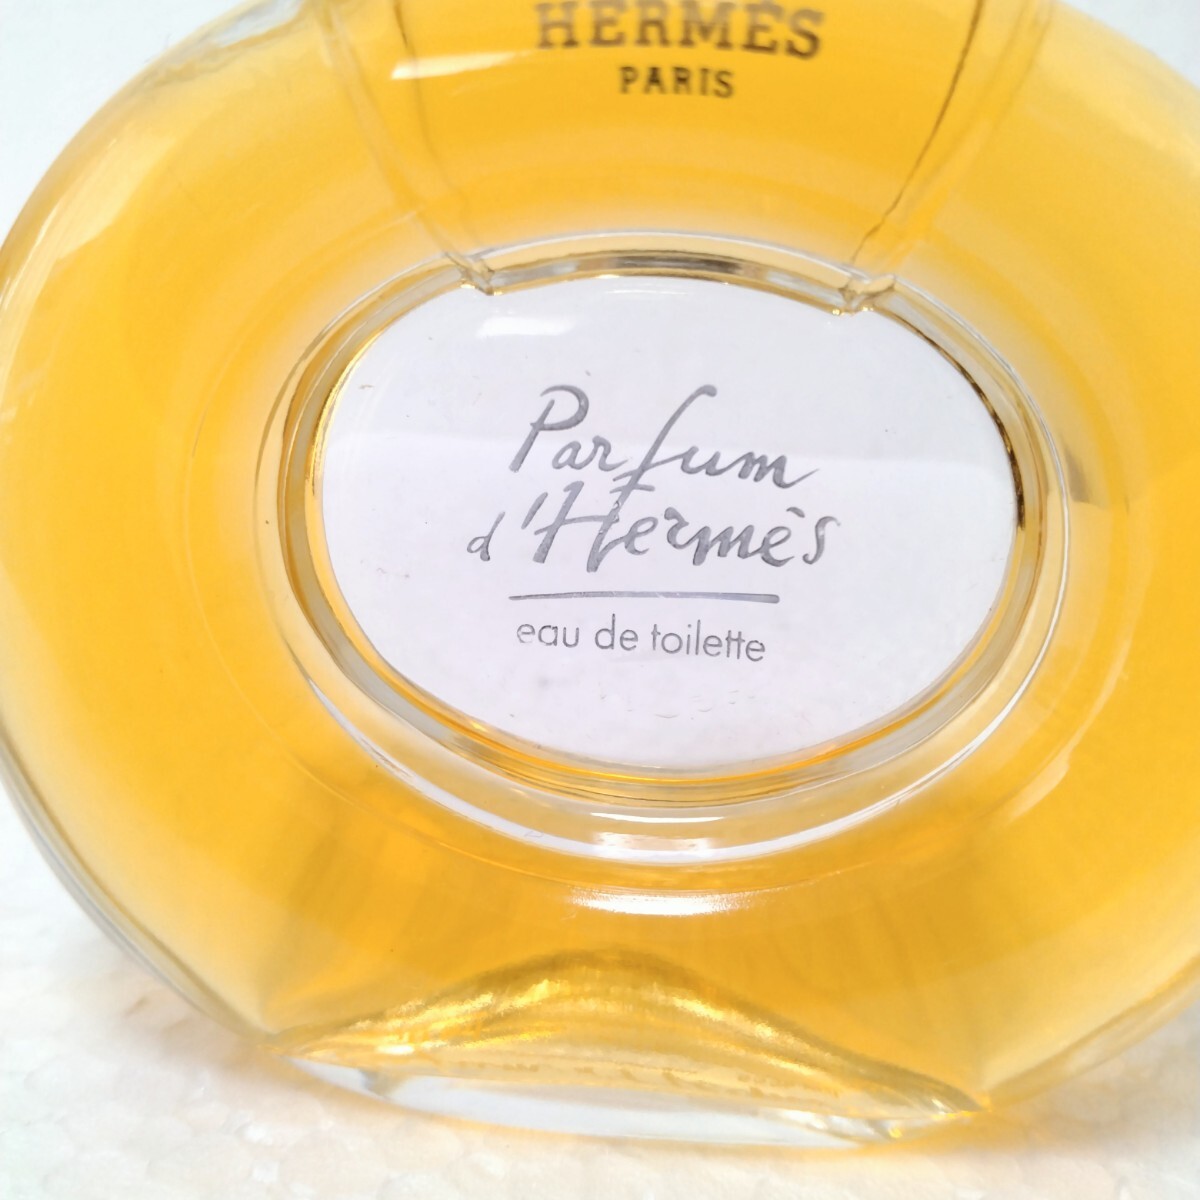 HERMÈS
PARIS
Parfum
d'Hermès
eau de toilette